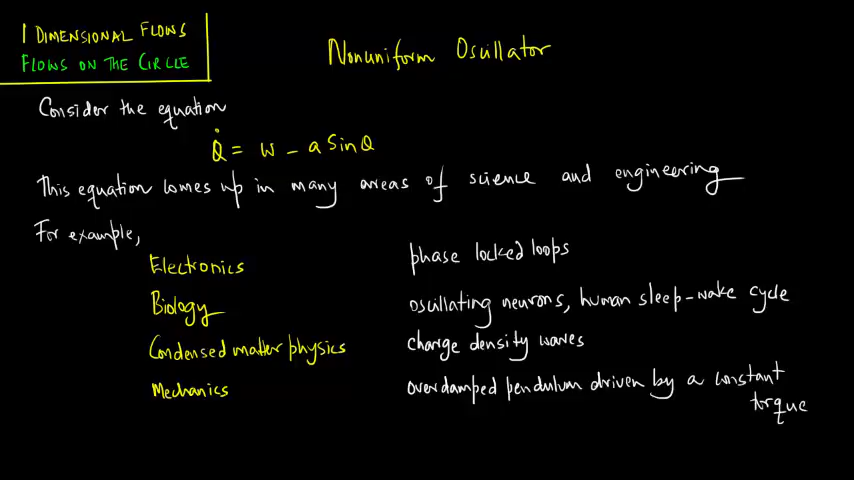 1 DIMENSIONAL FLOWS
FLOWS ON THE CIRCLE
Nonuniform Oscillator
Consider the equation
θ̇ = w - a sinθ
This equation comes up in many areas of science and engineering
For example,
Electronics phase locked loops
Biology oscillating neurons, human sleep-wake cycle
Condensed matter physics charge density waves
Mechanics overdamped pendulum driven by a constant
torque